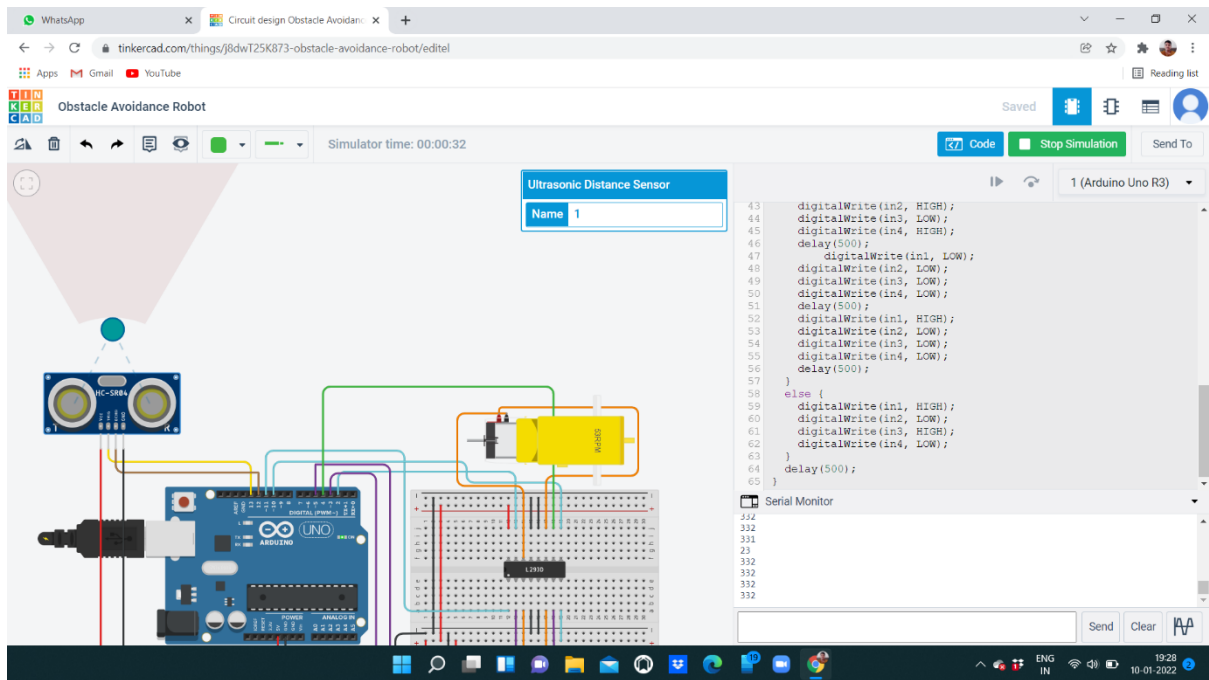 WhatsApp
Circuit design Obstacle Avoidanc
tinkercad.com/things/j8dwT25K873-obstacle-avoidance-robot/editel
Apps
Gmail
YouTube
Reading list
TIN
KER
CAD
Obstacle Avoidance Robot
Saved
Simulator time: 00:00:32
Code
Stop Simulation
Send To
Ultrasonic Distance Sensor
Name 1
1 (Arduino Uno R3)
43 digitalWrite(in2, HIGH);
44 digitalWrite(in3, LOW);
45 digitalWrite(in4, HIGH);
46 delay(500);
47 digitalWrite(in1, LOW);
48 digitalWrite(in2, LOW);
49 digitalWrite(in3, LOW);
50 digitalWrite(in4, LOW);
51 delay(500);
52 digitalWrite(in1, HIGH);
53 digitalWrite(in2, LOW);
54 digitalWrite(in3, LOW);
55 digitalWrite(in4, LOW);
56 delay(500);
57 }
58 else {
59 digitalWrite(in1, HIGH);
60 digitalWrite(in2, LOW);
61 digitalWrite(in3, HIGH);
62 digitalWrite(in4, LOW);
63 }
64 delay(500);
65 }
HC-SR04
T
R
DIGITAL (PWM~)
UNO
ARDUINO
POWER
ANALOG IN
L293D
Serial Monitor
332
332
331
23
332
332
332
332
Send
Clear
19
ENG
IN
19:28
10-01-2022
2